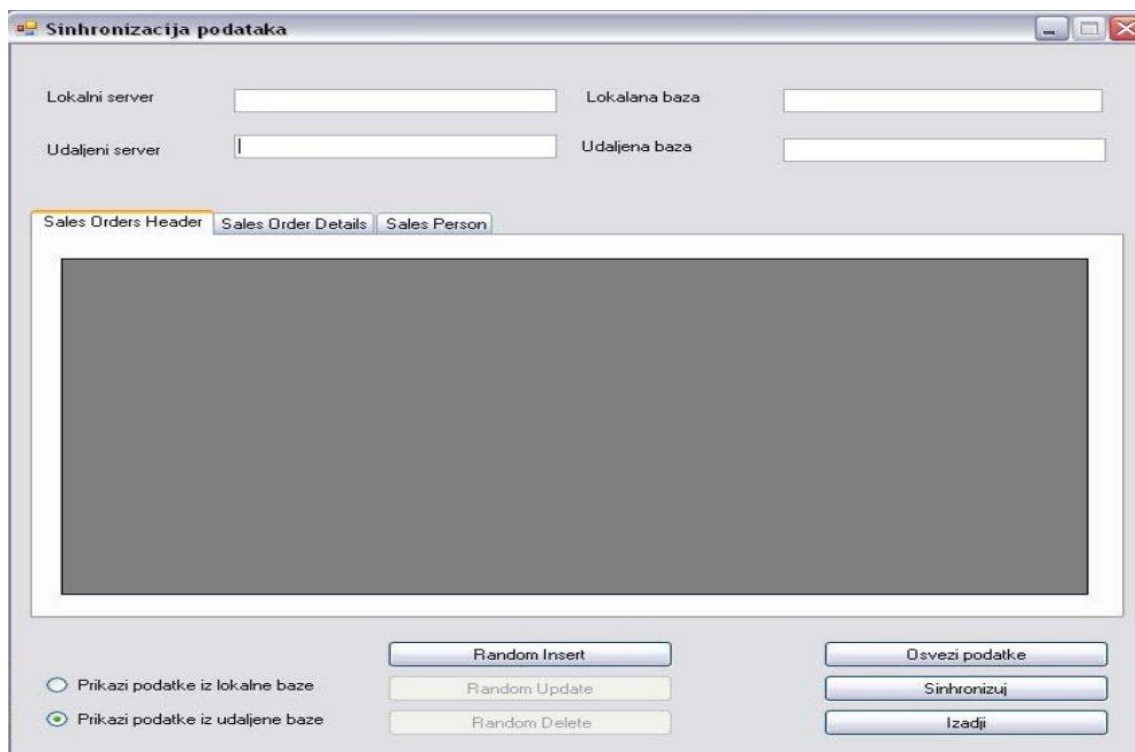 Sinhronizacija podataka
Lokalni server
Lokalana baza
Udaljeni server
Udaljena baza
Sales Orders Header
Sales Order Details
Sales Person
Random Insert
Osvezi podatke
Prikazi podatke iz lokalne baze
Random Update
Sinhronizuj
Prikazi podatke iz udaljene baze
Random Delete
Izadji